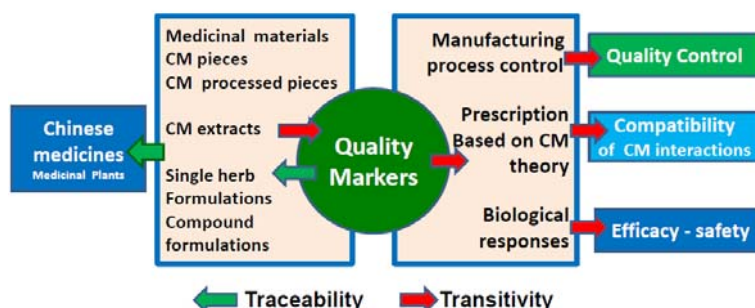 Medicinal materials
CM pieces
CM processed pieces
CM extracts
Single herb
Formulations
Compound
formulations
Chinese
medicines
Medicinal Plants
Quality
Markers
Manufacturing
process control
Prescription
Based on CM
theory
Biological
responses
Quality Control
Compatibility
of CM interactions
Efficacy - safety
Traceability
Transitivity